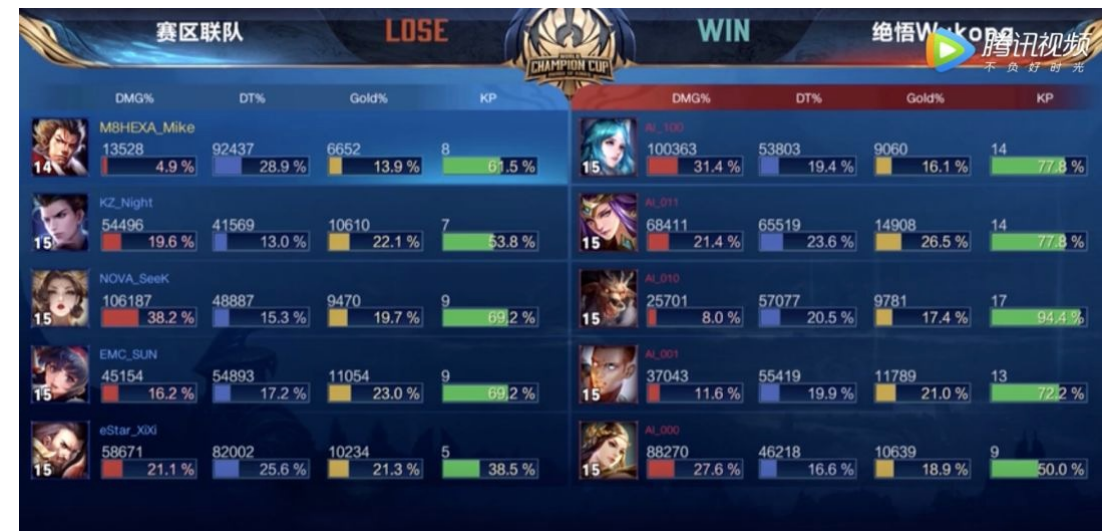 赛区联队 LOSE WIN 绝悟Wukong
腾讯视频
不负好时光
CHAMPION CUP
DMG% DT% Gold% KP DMG% DT% Gold% KP
M8HEXA_Mike AI_100
13528 92437 6652 8 100363 53803 9060 14
14 4.9 % 28.9 % 13.9 % 61.5 % 15 31.4 % 19.4 % 16.1 % 77.8 %
KZ_Night AI_011
54496 41569 10610 7 68411 65519 14908 14
15 19.6 % 13.0 % 22.1 % 53.8 % 15 21.4 % 23.6 % 26.5 % 77.8 %
NOVA_SeeK AI_010
106187 48887 9470 9 25701 57077 9781 17
15 38.2 % 15.3 % 19.7 % 69.2 % 15 8.0 % 20.5 % 17.4 % 94.4 %
EMC_SUN AI_001
45154 54893 11054 9 37043 55419 11789 13
15 16.2 % 17.2 % 23.0 % 69.2 % 15 11.6 % 19.9 % 21.0 % 72.2 %
eStar_XiXi AI_000
58671 82002 10234 5 88270 46218 10639 9
15 21.1 % 25.6 % 21.3 % 38.5 % 15 27.6 % 16.6 % 18.9 % 50.0 %